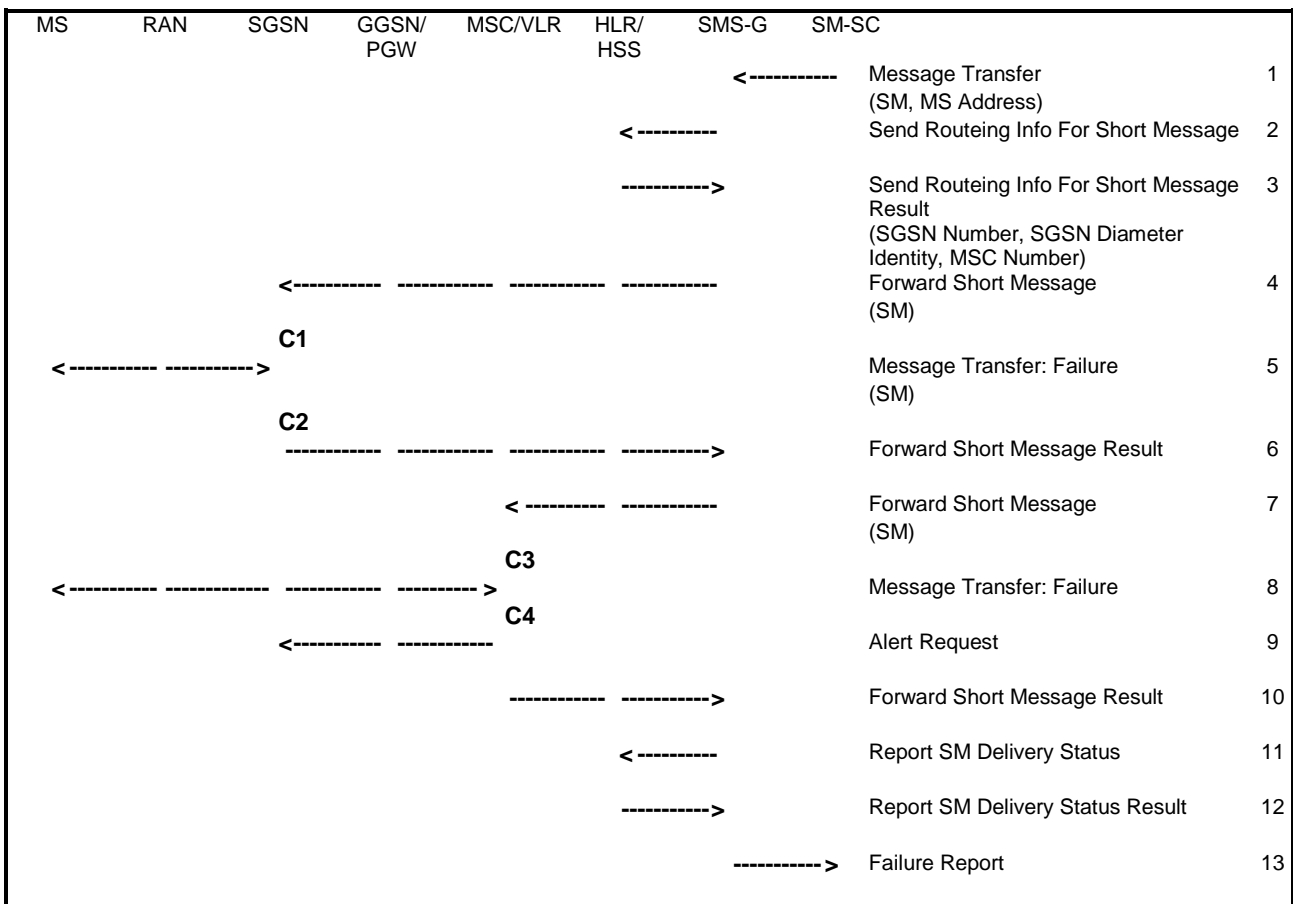 MS RAN SGSN GGSN/ PGW MSC/VLR HLR/ HSS SMS-G SM-SC
<----------- Message Transfer 1
(SM, MS Address)
<---------- Send Routeing Info For Short Message 2
-----------> Send Routeing Info For Short Message 3
Result
(SGSN Number, SGSN Diameter
Identity, MSC Number)
<----------- ------------ ------------ ------------ Forward Short Message 4
(SM)
C1
<----------- -----------> Message Transfer: Failure 5
(SM)
C2
------------ ------------ ------------ -----------> Forward Short Message Result 6
<---------- ------------ Forward Short Message 7
(SM)
C3
<----------- ------------- ------------ ----------> Message Transfer: Failure 8
C4
<----------- ------------ Alert Request 9
------------ -----------> Forward Short Message Result 10
<---------- Report SM Delivery Status 11
-----------> Report SM Delivery Status Result 12
-----------> Failure Report 13